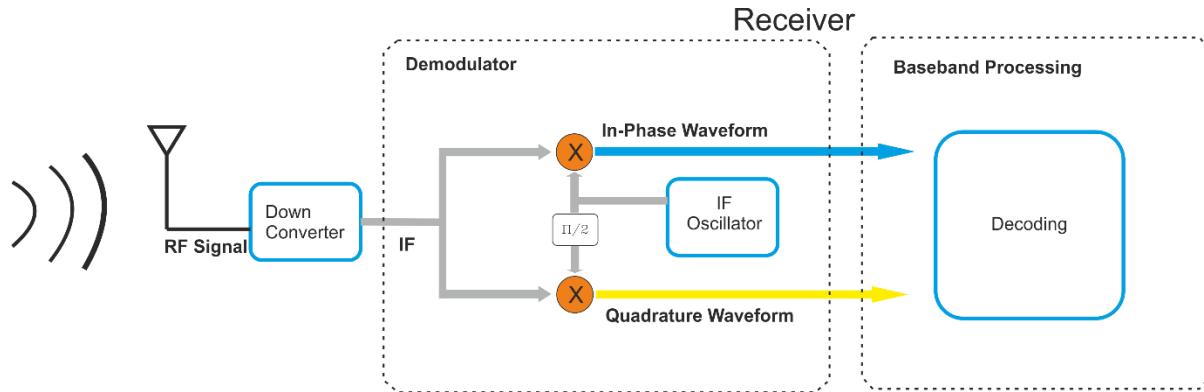 Receiver
Demodulator
Baseband Processing
In-Phase Waveform
X
Down
Converter
RF Signal
IF
Π/2
IF
Oscillator
Decoding
X
Quadrature Waveform